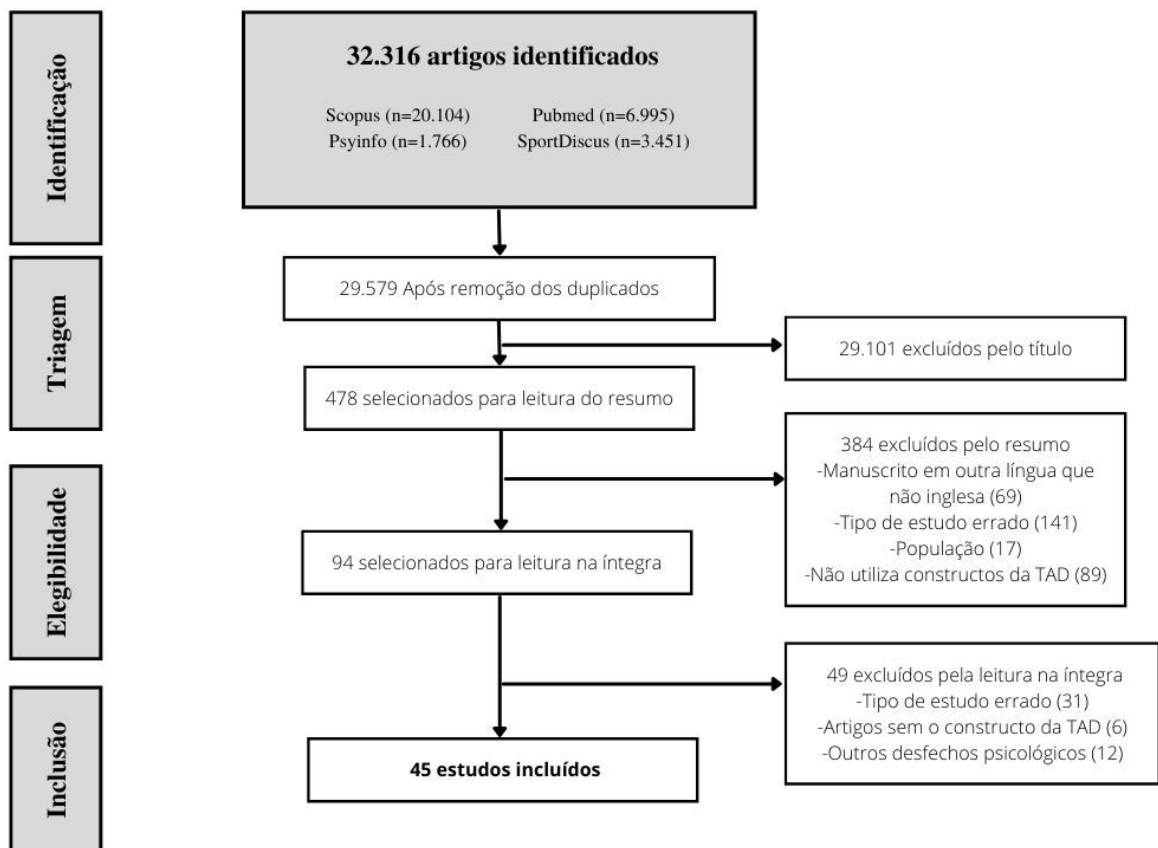 Identificação
32.316 artigos identificados
Scopus (n=20.104) Pubmed (n=6.995)
Psyinfo (n=1.766) SportDiscus (n=3.451)
Triagem
29.579 Após remoção dos duplicados
29.101 excluídos pelo título
478 selecionados para leitura do resumo
Elegibilidade
384 excluídos pelo resumo
-Manuscrito em outra língua que
não inglesa (69)
-Tipo de estudo errado (141)
-População (17)
-Não utiliza constructos da TAD (89)
94 selecionados para leitura na íntegra
49 excluídos pela leitura na íntegra
-Tipo de estudo errado (31)
-Artigos sem o constructo da TAD (6)
-Outros desfechos psicológicos (12)
Inclusão
45 estudos incluídos